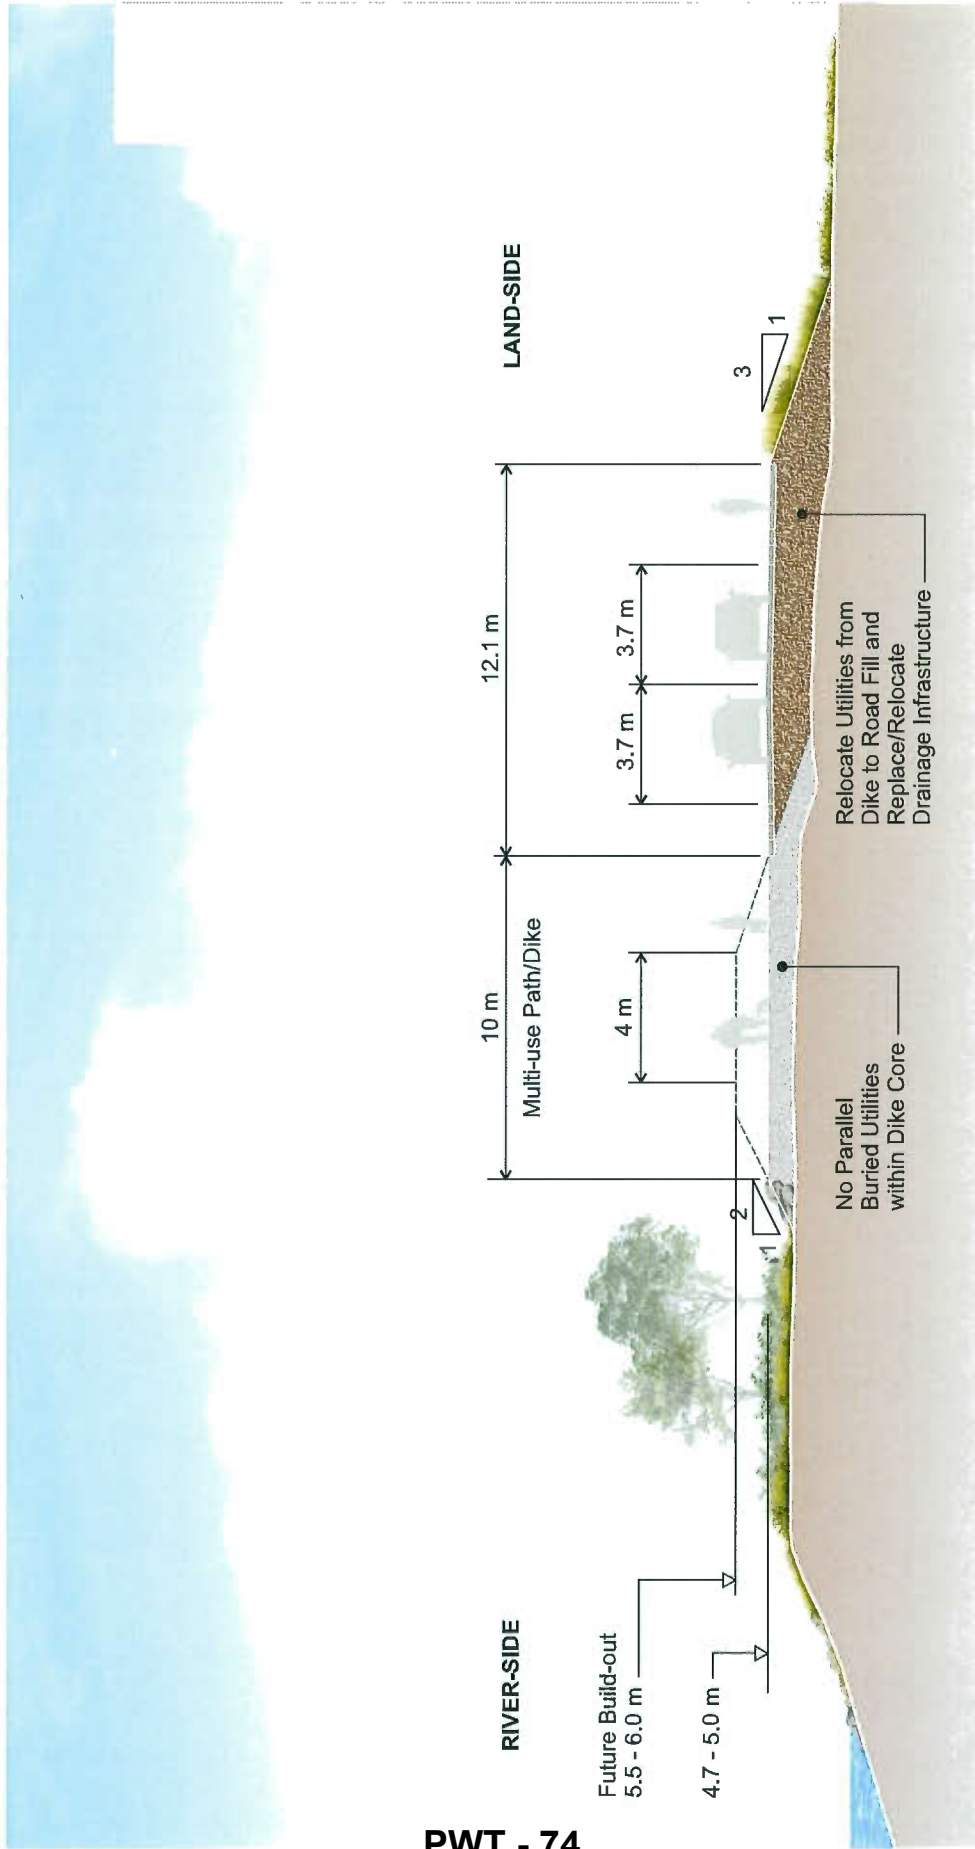 RIVER-SIDE
LAND-SIDE
10 m
12.1 m
Multi-use Path/Dike
Future Build-out
5.5 - 6.0 m
4 m
3.7 m
3.7 m
4.7 - 5.0 m
2
1
3
1
No Parallel
Buried Utilities
within Dike Core
Relocate Utilities from
Dike to Road Fill and
Replace/Relocate
Drainage Infrastructure
PWT - 74